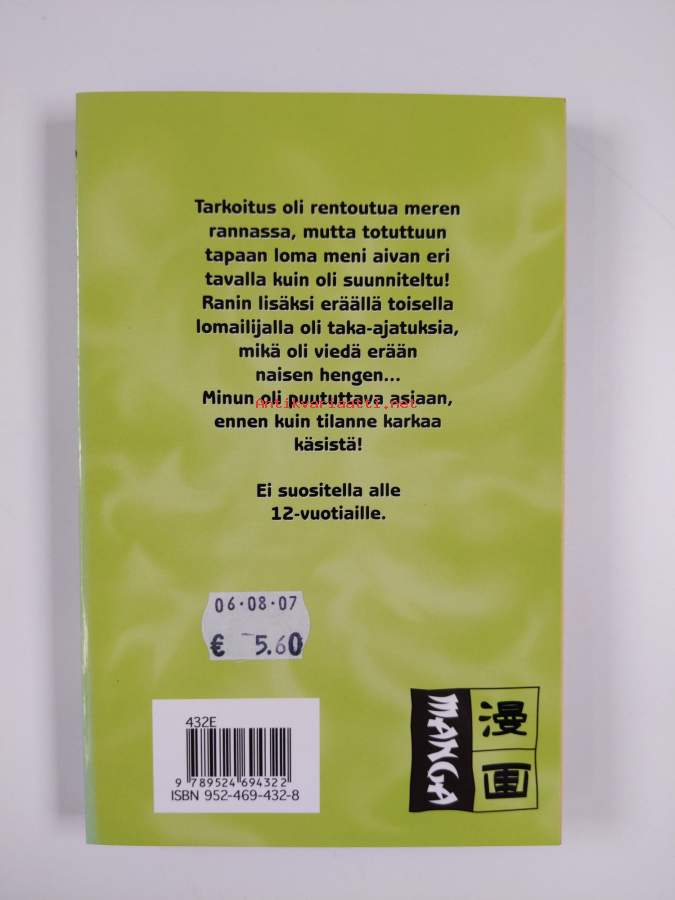 Tarkoitus oli rentoutua meren
rannassa, mutta totuttuun
tapaan loma meni aivan eri
tavalla kuin oli suunniteltu!
Ranin lisäksi eräällä toisella
lomailijalla oli taka-ajatuksia,
mikä oli viedä erään
naisen hengen...
Minun oli puututtava asiaan,
Antikvariaatti.net
ennen kuin tilanne karkaa
käsistä!
Ei suositella alle
12-vuotiaille.
06·08·07
€ 5.60
432E
9 789524 694322
ISBN 952-469-432-8
MANGA
漫画